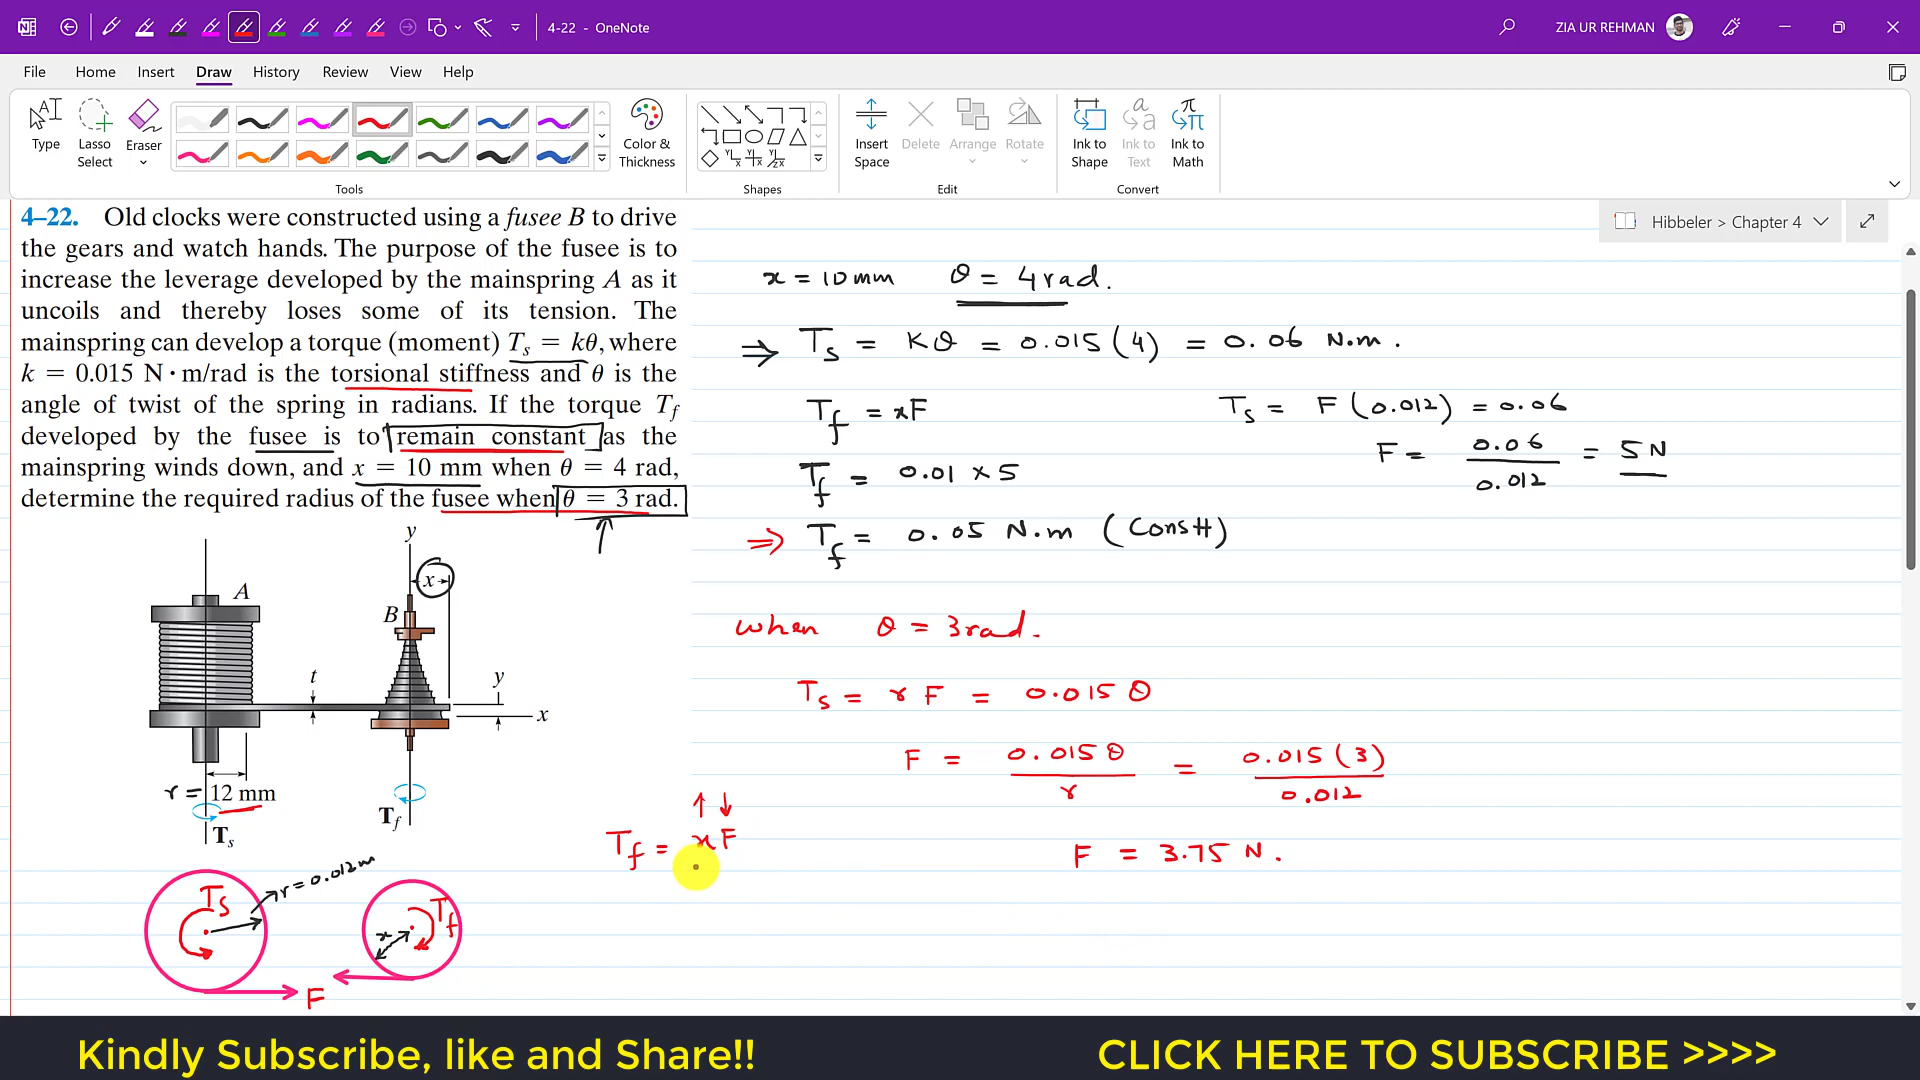 4-22 - OneNote
ZIA UR REHMAN
File Home Insert Draw History Review View Help
Type
Lasso Select
Eraser
Color & Thickness
Insert Space
Delete
Arrange
Rotate
Ink to Shape
Ink to Text
Ink to Math
Tools
Shapes
Edit
Convert
Hibbeler > Chapter 4
4–22. Old clocks were constructed using a fusee B to drive
the gears and watch hands. The purpose of the fusee is to
increase the leverage developed by the mainspring A as it
uncoils and thereby loses some of its tension. The
mainspring can develop a torque (moment) Ts = kθ, where
k = 0.015 N·m/rad is the torsional stiffness and θ is the
angle of twist of the spring in radians. If the torque Tf
developed by the fusee is to remain constant as the
mainspring winds down, and x = 10 mm when θ = 4 rad,
determine the required radius of the fusee when θ = 3 rad.
y
x
A
B
t
y
x
r = 12 mm
Ts
Tf
Ts
r = 0.012m
x
Tf
F
x = 10mm θ = 4rad.
⇒ Ts = Kθ = 0.015 (4) = 0.06 N.m.
Tf = xF
Tf = 0.01 × 5
⇒ Tf = 0.05 N.m (Constt)
Ts = F (0.012) = 0.06
F = 0.06 / 0.012 = 5 N
when θ = 3rad.
Ts = r F = 0.015 θ
F = 0.015 θ / r = 0.015 (3) / 0.012
↑ ↓
Tf = xF
F = 3.75 N.
Kindly Subscribe, like and Share!!
CLICK HERE TO SUBSCRIBE >>>>